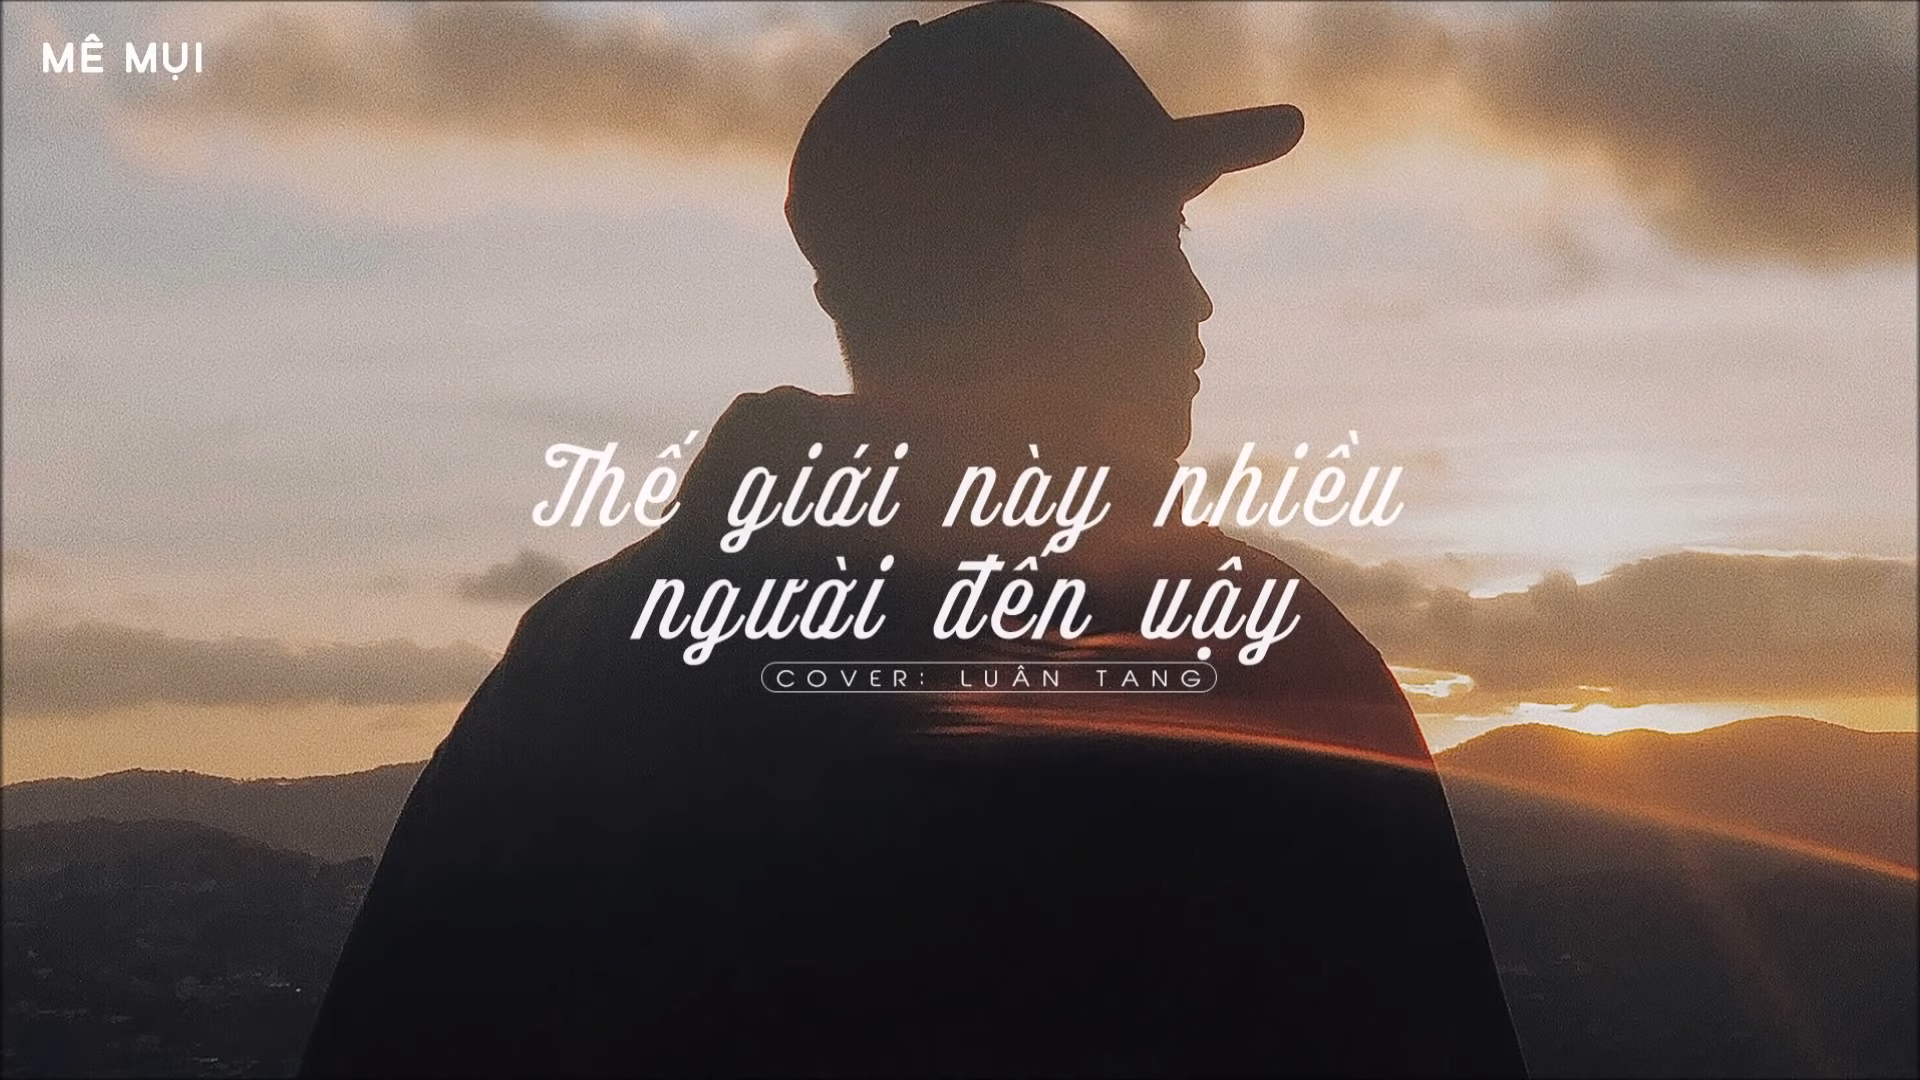 MÊ MỤI
Thế giới này nhiều
người đến vậy
COVER: LUÂN TANG